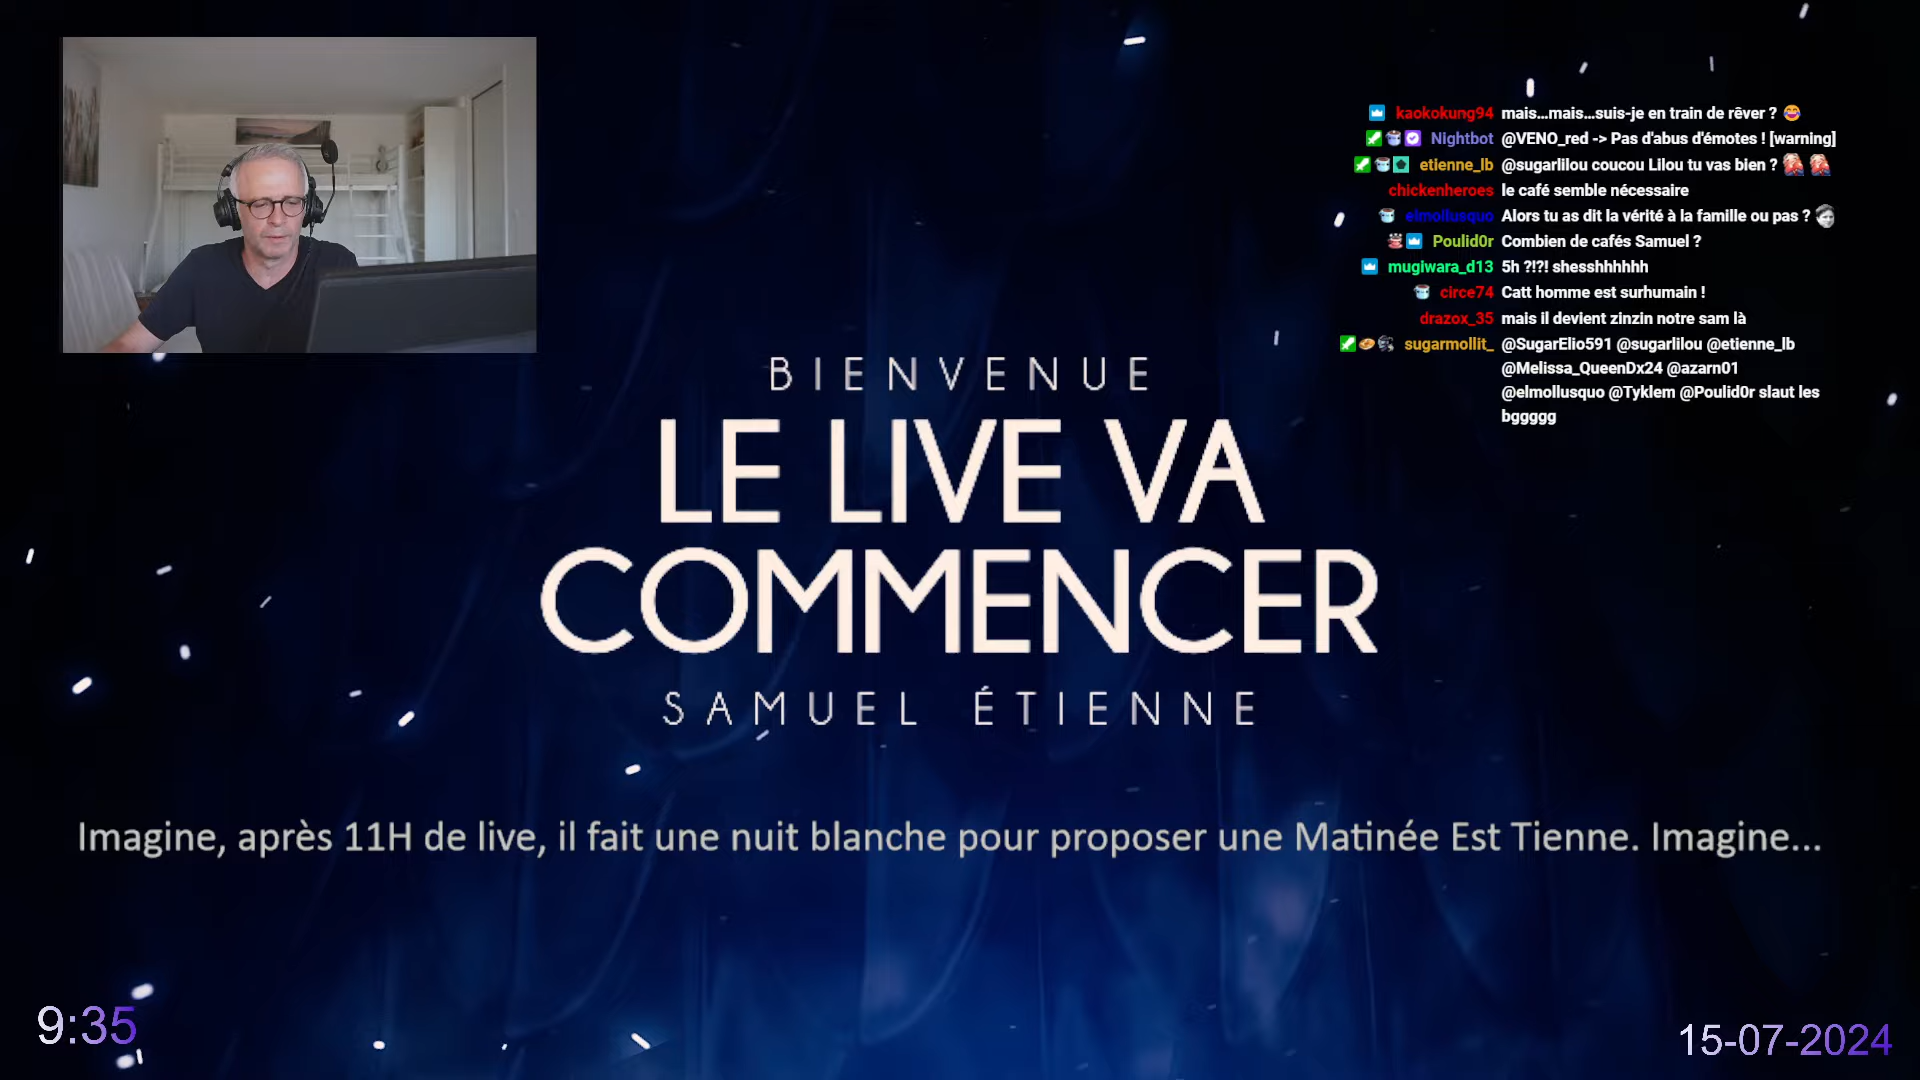 kaokokung94 mais...mais...suis-je en train de rêver ? 😂
Nightbot @VENO_red -> Pas d'abus d'émotes ! [warning]
etienne_lb @sugarlilou coucou Lilou tu vas bien ?
chickenheroes le café semble nécessaire
elmollusquo Alors tu as dit la vérité à la famille ou pas ?
Poulid0r Combien de cafés Samuel ?
mugiwara_d13 5h ?!?! shesshhhhhh
circe74 Catt homme est surhumain !
drazox_35 mais il devient zinzin notre sam là
sugarmollit_ @SugarElio591 @sugarlilou @etienne_lb
@Melissa_QueenDx24 @azarn01
@elmollusquo @Tyklem @Poulid0r slaut les
bggggg
BIENVENUE
LE LIVE VA
COMMENCER
SAMUEL ÉTIENNE
Imagine, après 11H de live, il fait une nuit blanche pour proposer une Matinée Est Tienne. Imagine...
9:35
15-07-2024